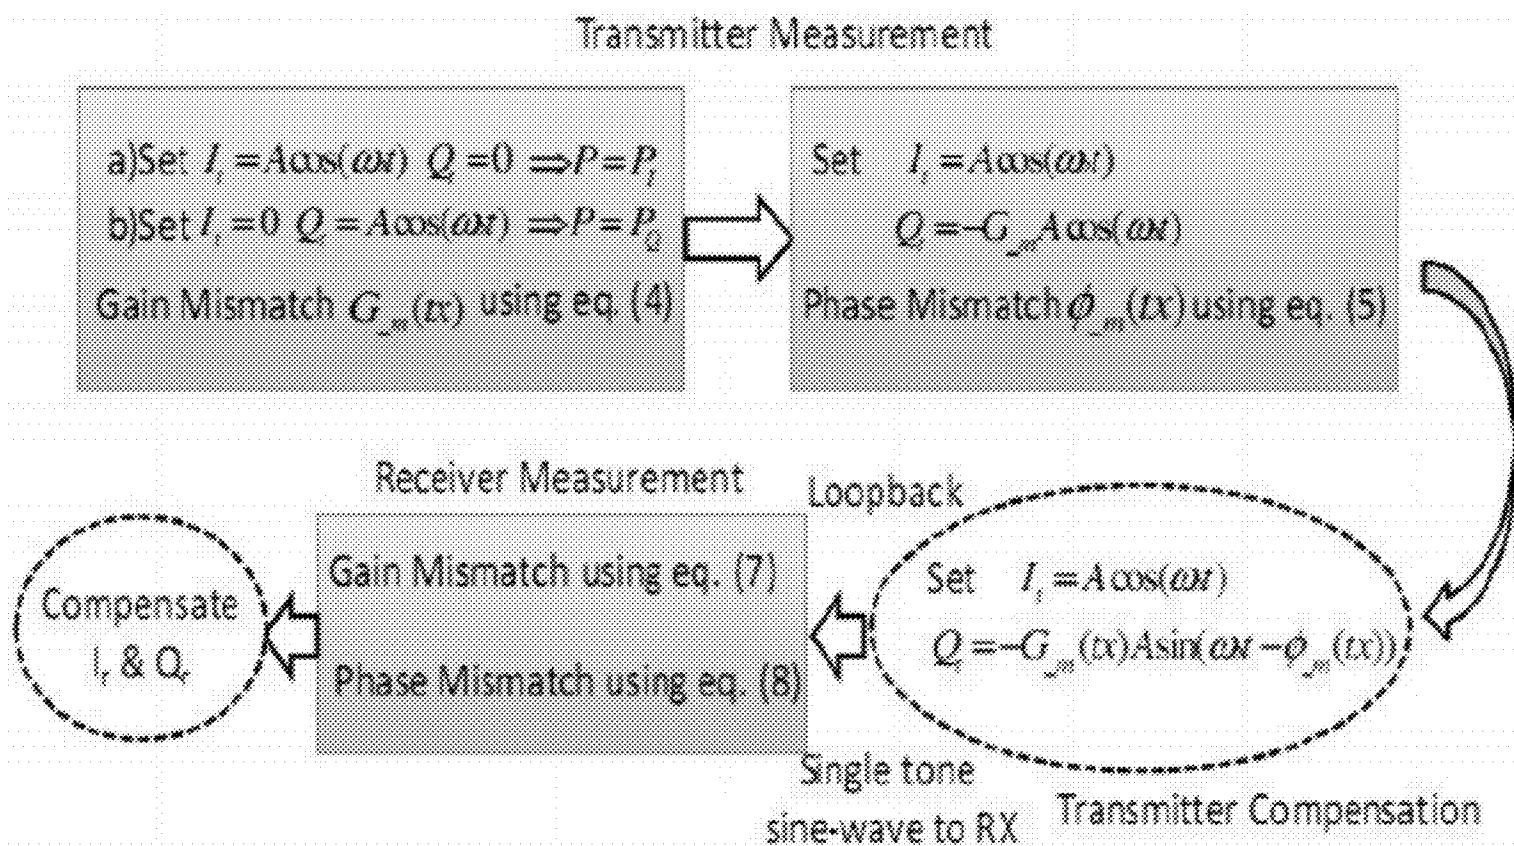 Transmitter Measurement
a)Set I_t = Acos(ωt) Q_t = 0 ⇒ P = P_I
b)Set I_t = 0 Q_t = Acos(ωt) ⇒ P = P_Q
Gain Mismatch G_m(tx) using eq. (4)
Set I_t = Acos(ωt)
Q_t = -G_m Acos(ωt)
Phase Mismatch ϕ_m(tx) using eq. (5)
Receiver Measurement
Loopback
Compensate
I_r & Q_r
Gain Mismatch using eq. (7)
Phase Mismatch using eq. (8)
Set I_t = Acos(ωt)
Q_t = -G_m(tx)Asin(ωt - ϕ_m(tx))
Single tone
sine-wave to RX
Transmitter Compensation